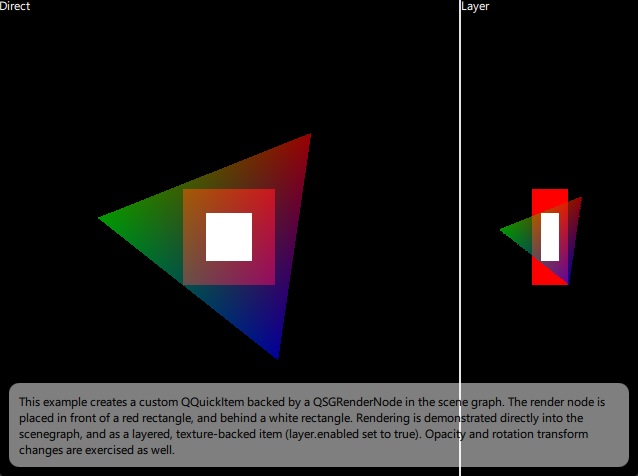 Direct
Layer
This example creates a custom QQuickItem backed by a QSGRenderNode in the scene graph. The render node is
placed in front of a red rectangle, and behind a white rectangle. Rendering is demonstrated directly into the
scenegraph, and as a layered, texture-backed item (layer.enabled set to true). Opacity and rotation transform
changes are exercised as well.